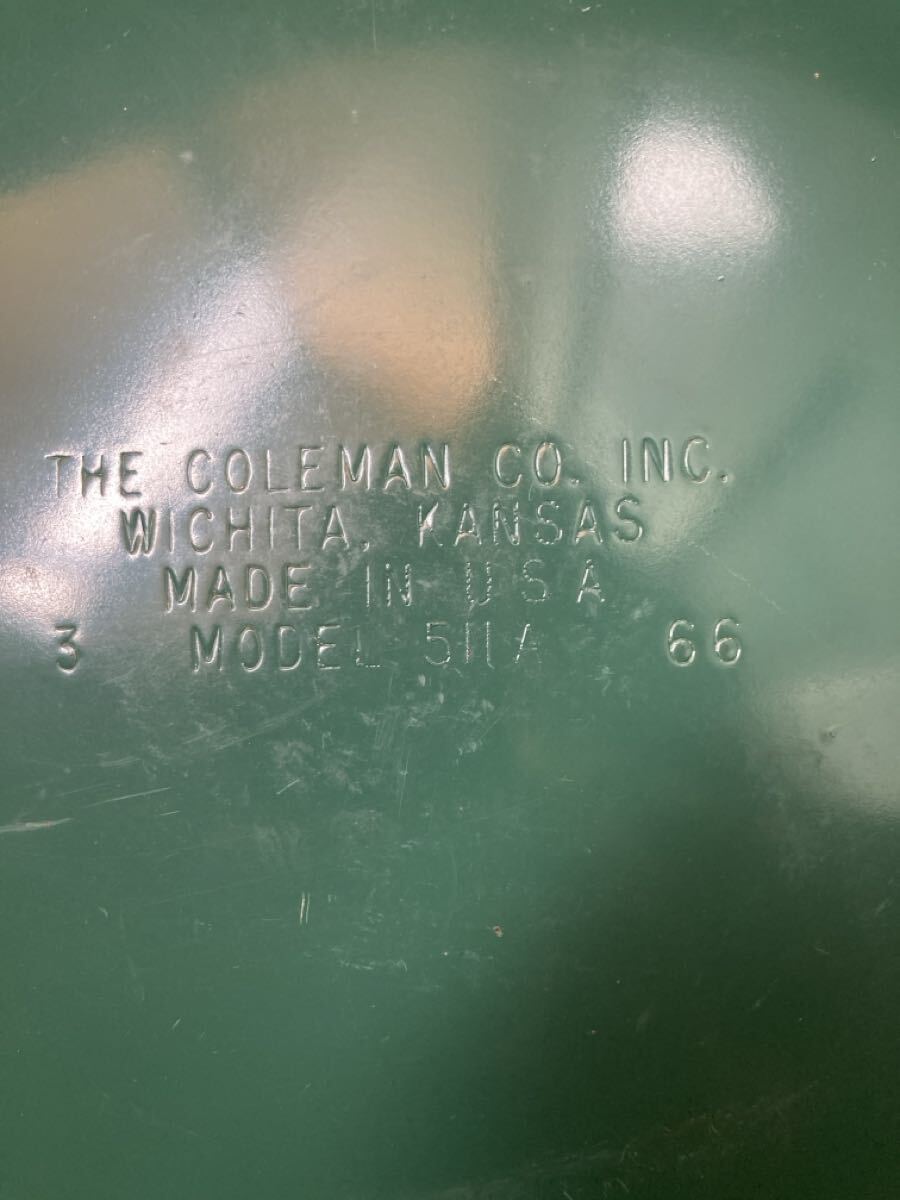 THE COLEMAN CO. INC.
WICHITA, KANSAS
MADE IN U S A
3 MODEL 511A 66